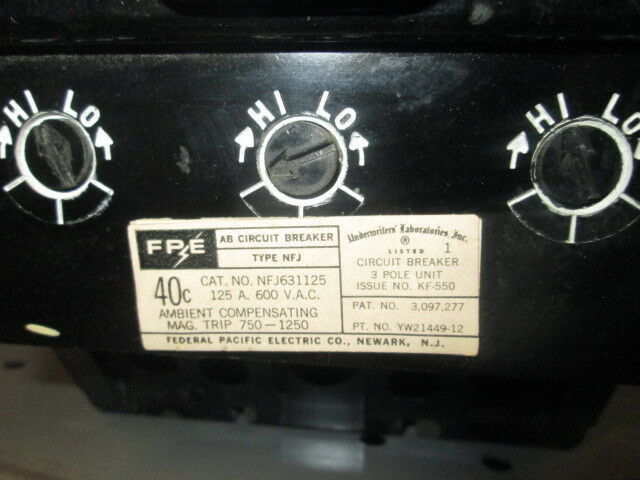 HI LO
HI LO
HI LO
FPE
AB CIRCUIT BREAKER
TYPE NFJ
40C
CAT. NO. NFJ631125
125 A. 600 V.A.C.
AMBIENT COMPENSATING
MAG. TRIP 750-1250
Underwriters' Laboratories, Inc.
®
LISTED 1
CIRCUIT BREAKER
3 POLE UNIT
ISSUE NO. KF-550
PAT. NO. 3,097,277
PT. NO. YW21449-12
FEDERAL PACIFIC ELECTRIC CO., NEWARK, N.J.